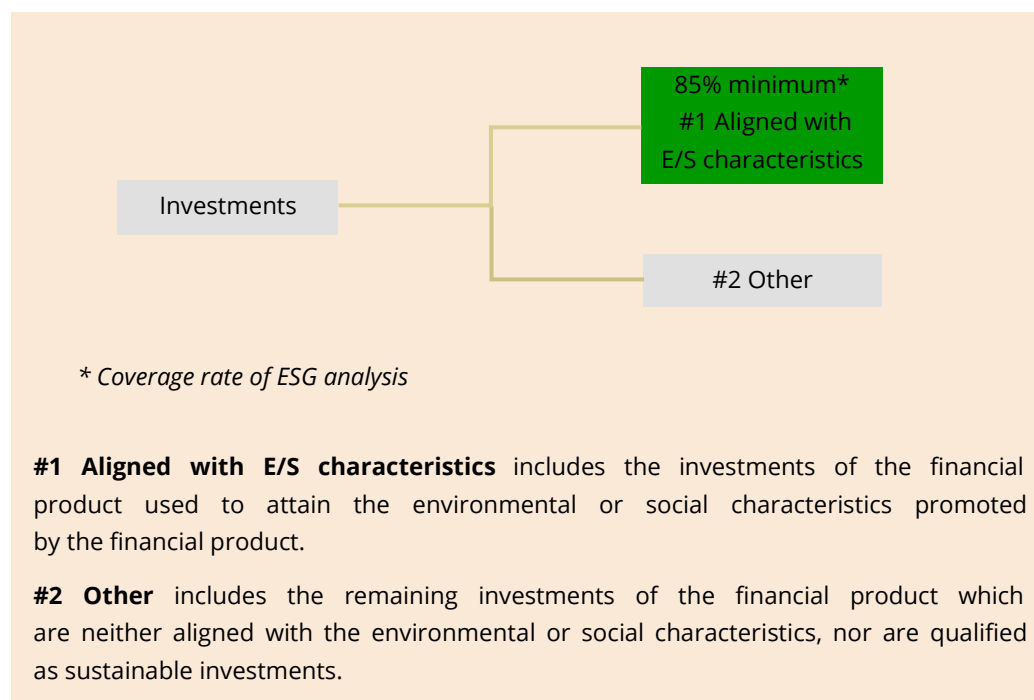 85% minimum*
#1 Aligned with
E/S characteristics
Investments
#2 Other
* Coverage rate of ESG analysis
#1 Aligned with E/S characteristics includes the investments of the financial
product used to attain the environmental or social characteristics promoted
by the financial product.
#2 Other includes the remaining investments of the financial product which
are neither aligned with the environmental or social characteristics, nor are qualified
as sustainable investments.